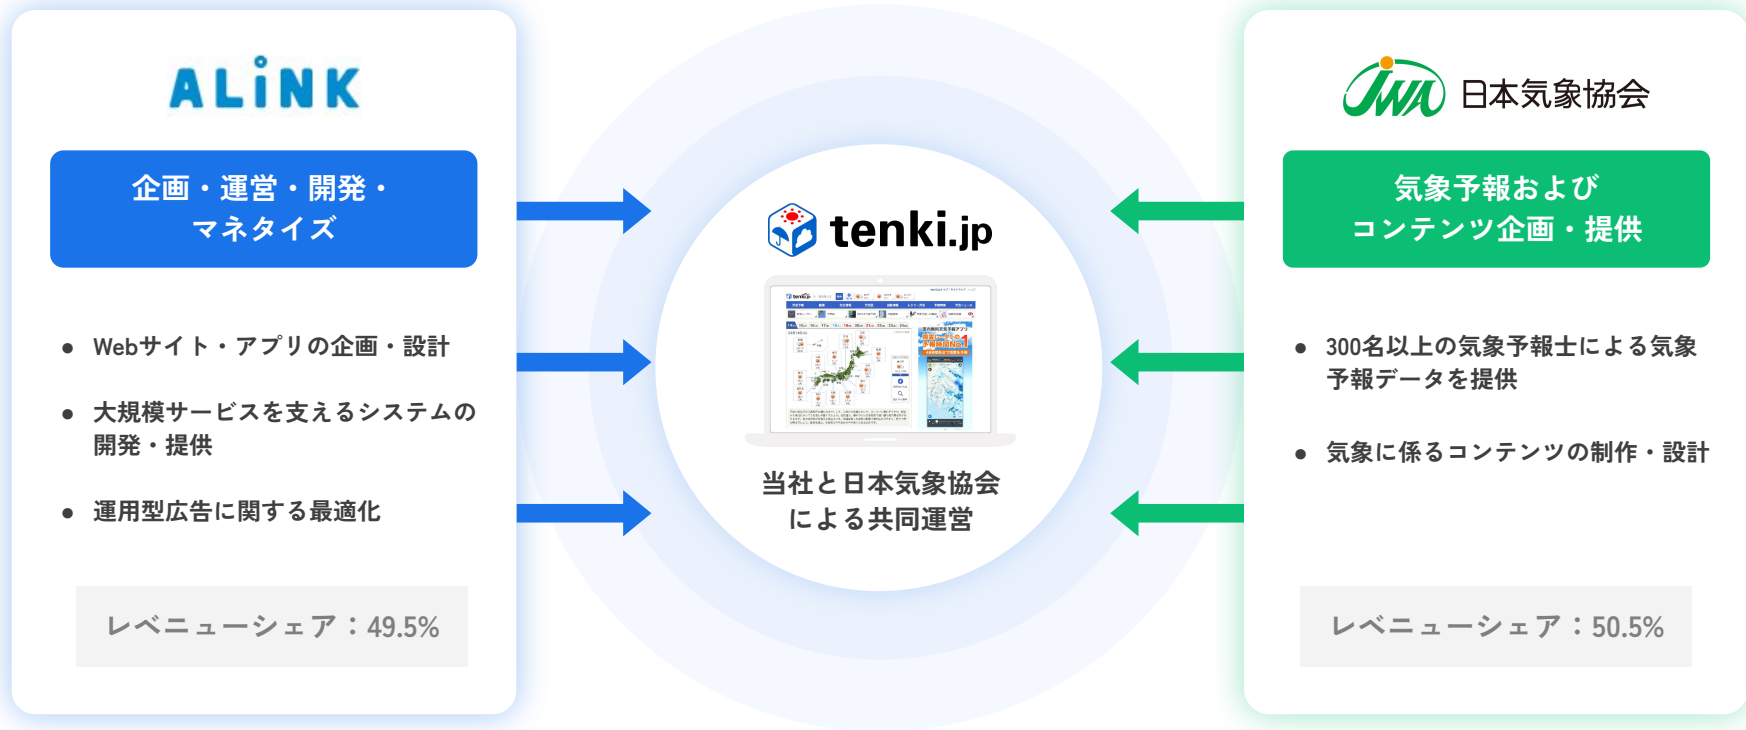 ALiNK
企画・運営・開発・
マネタイズ
● Webサイト・アプリの企画・設計
● 大規模サービスを支えるシステムの
開発・提供
● 運用型広告に関する最適化
レベニューシェア：49.5%
tenki.jp
tenki.jp
当社と日本気象協会
による共同運営
JWA 日本気象協会
気象予報および
コンテンツ企画・提供
● 300名以上の気象予報士による気象
予報データを提供
● 気象に係るコンテンツの制作・設計
レベニューシェア：50.5%